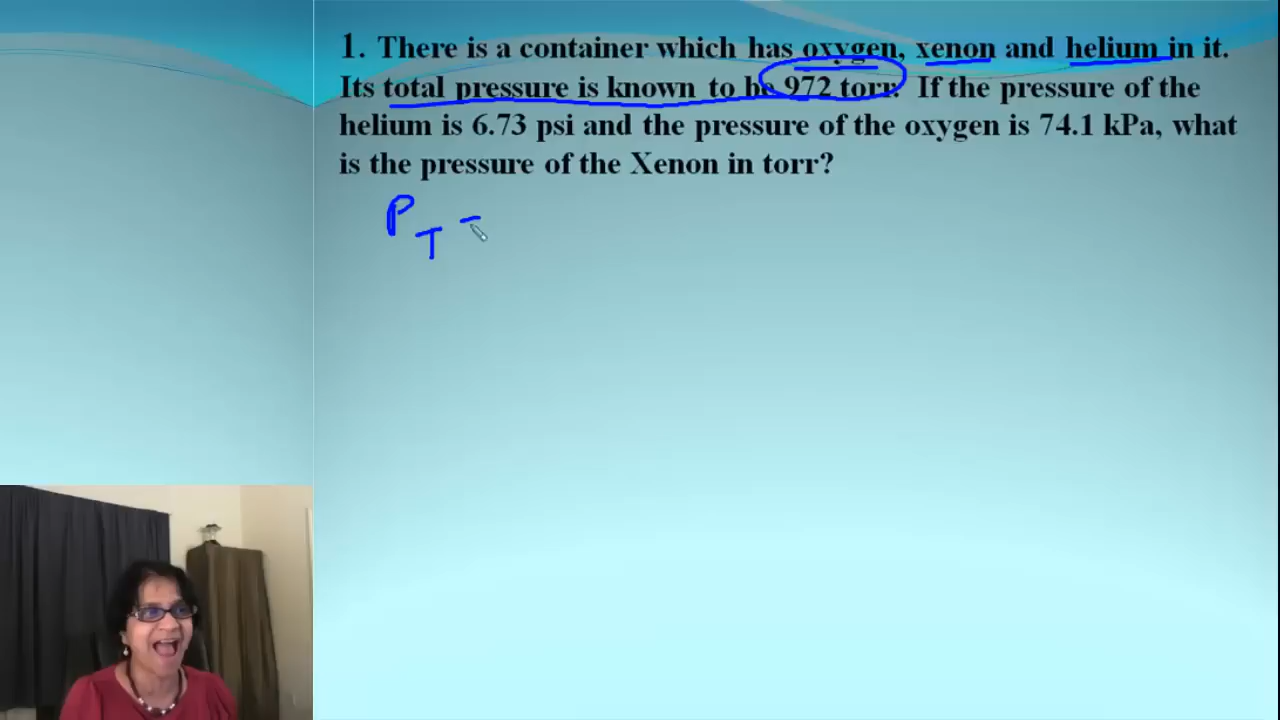 1. There is a container which has oxygen, xenon and helium in it.
Its total pressure is known to be 972 torr. If the pressure of the
helium is 6.73 psi and the pressure of the oxygen is 74.1 kPa, what
is the pressure of the Xenon in torr?
P_T -